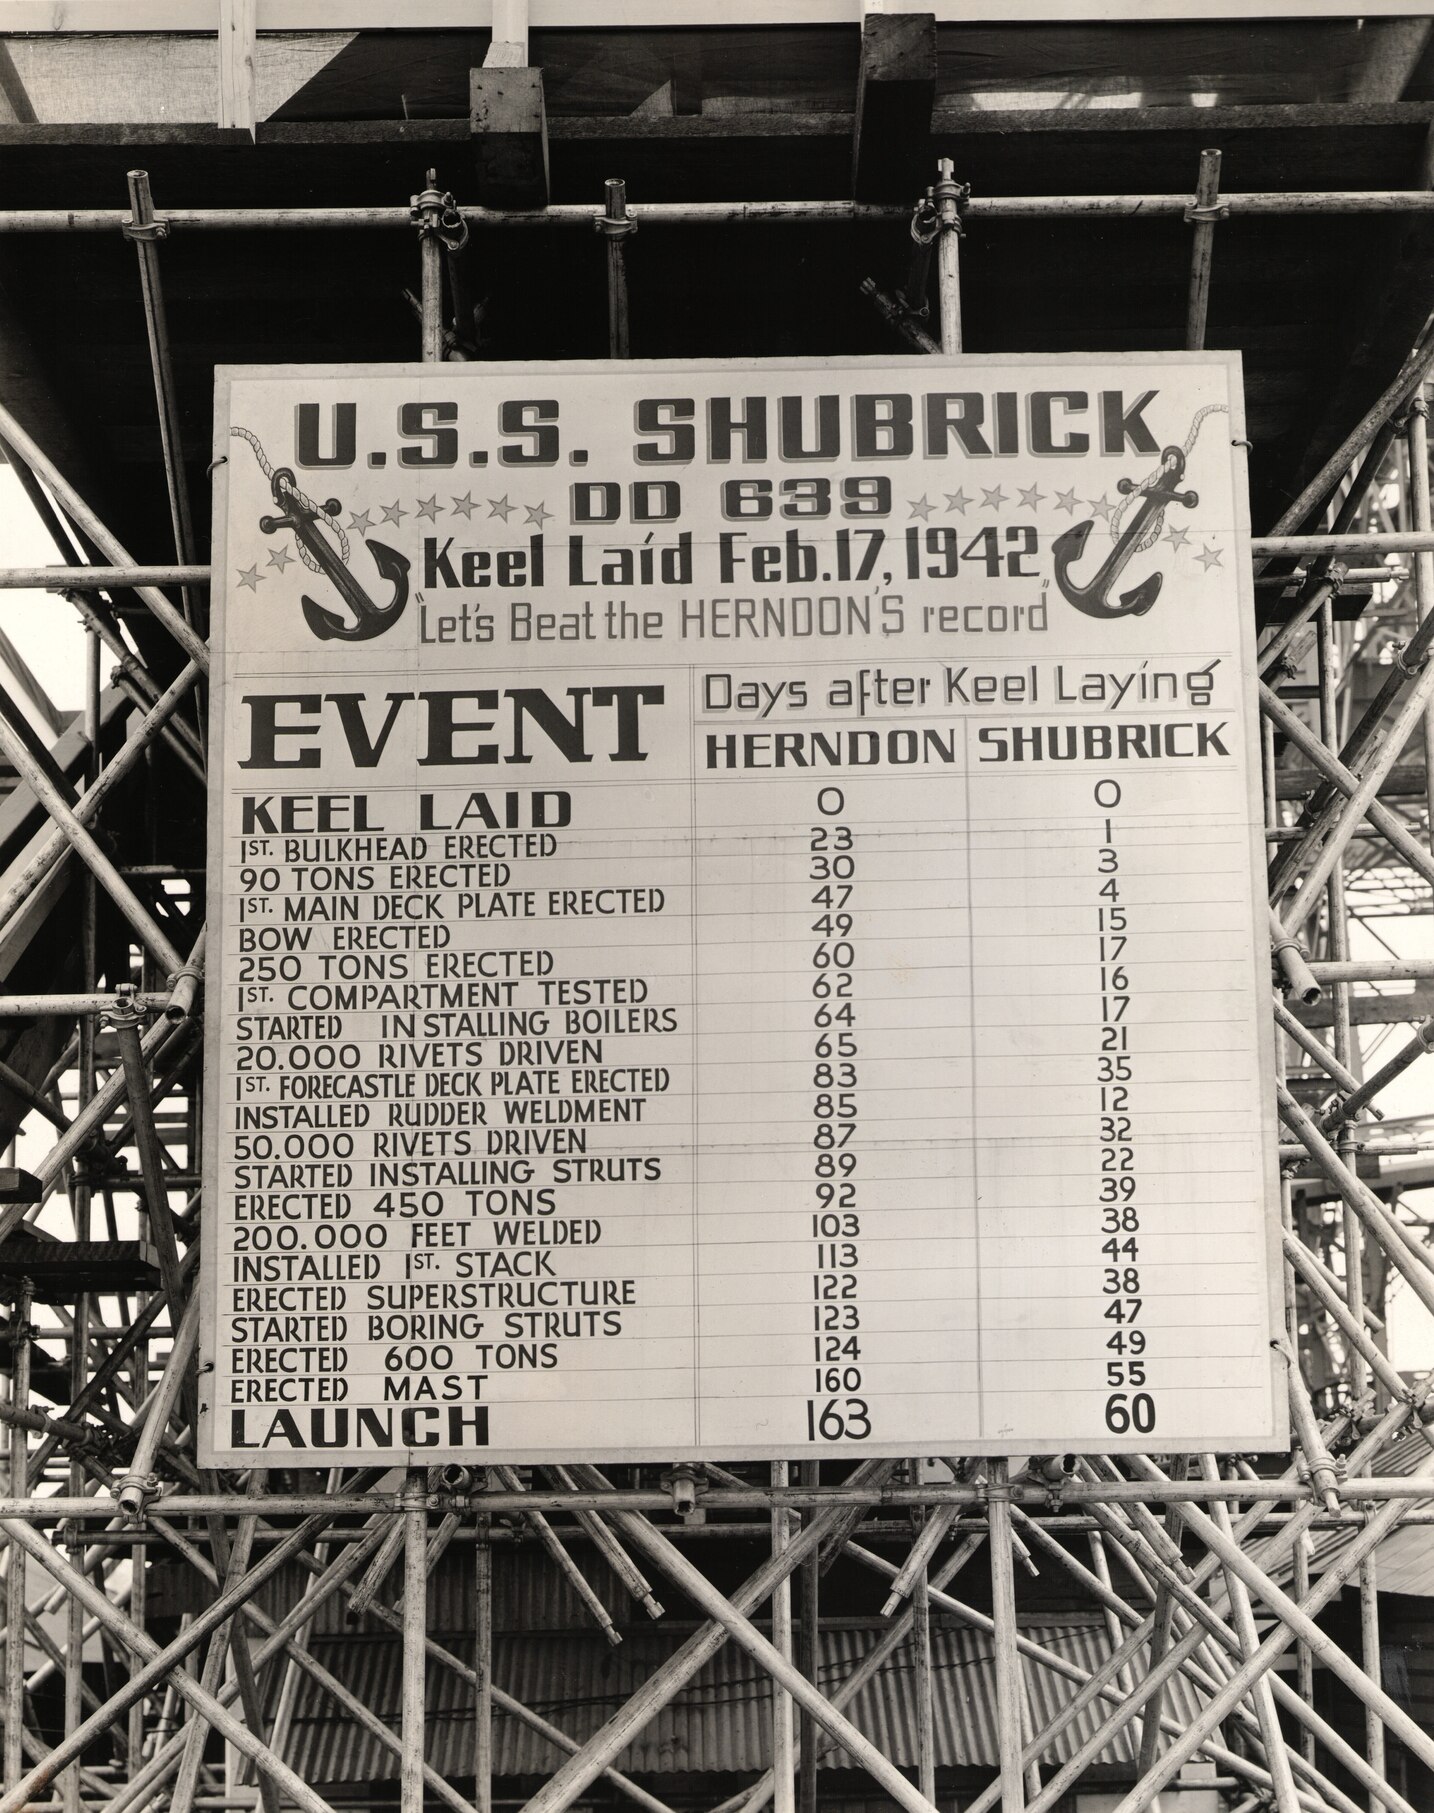 U.S.S. SHUBRICK
DD 639
Keel Laid Feb.17,1942
"Let's Beat the HERNDON'S record"
EVENT
Days after Keel Laying
HERNDON SHUBRICK
KEEL LAID 0 0
1ST. BULKHEAD ERECTED 23 1
90 TONS ERECTED 30 3
1ST. MAIN DECK PLATE ERECTED 47 4
BOW ERECTED 49 15
250 TONS ERECTED 60 17
1ST. COMPARTMENT TESTED 62 16
STARTED INSTALLING BOILERS 64 17
20.000 RIVETS DRIVEN 65 21
1ST. FORECASTLE DECK PLATE ERECTED 83 35
INSTALLED RUDDER WELDMENT 85 12
50.000 RIVETS DRIVEN 87 32
STARTED INSTALLING STRUTS 89 22
ERECTED 450 TONS 92 39
200.000 FEET WELDED 103 38
INSTALLED 1ST. STACK 113 44
ERECTED SUPERSTRUCTURE 122 38
STARTED BORING STRUTS 123 47
ERECTED 600 TONS 124 49
ERECTED MAST 160 55
LAUNCH 163 60